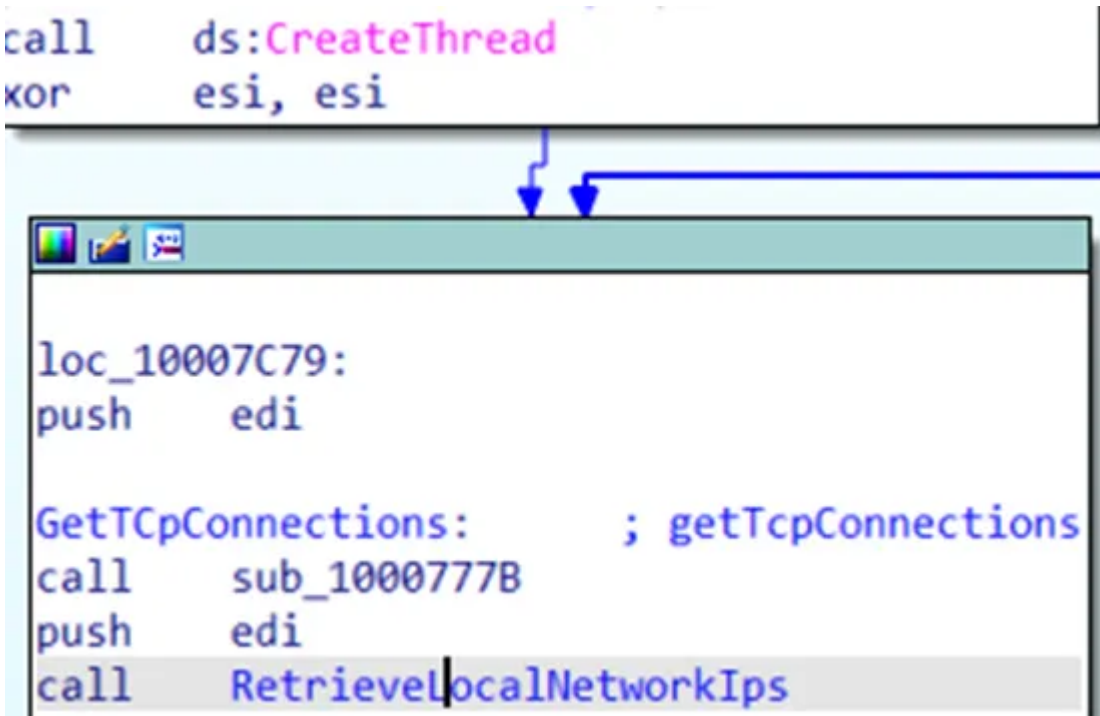 call ds:CreateThread
xor esi, esi
loc_10007C79:
push edi
GetTCpConnections: ; getTcpConnections
call sub_1000777B
push edi
call RetrieveLocalNetworkIps